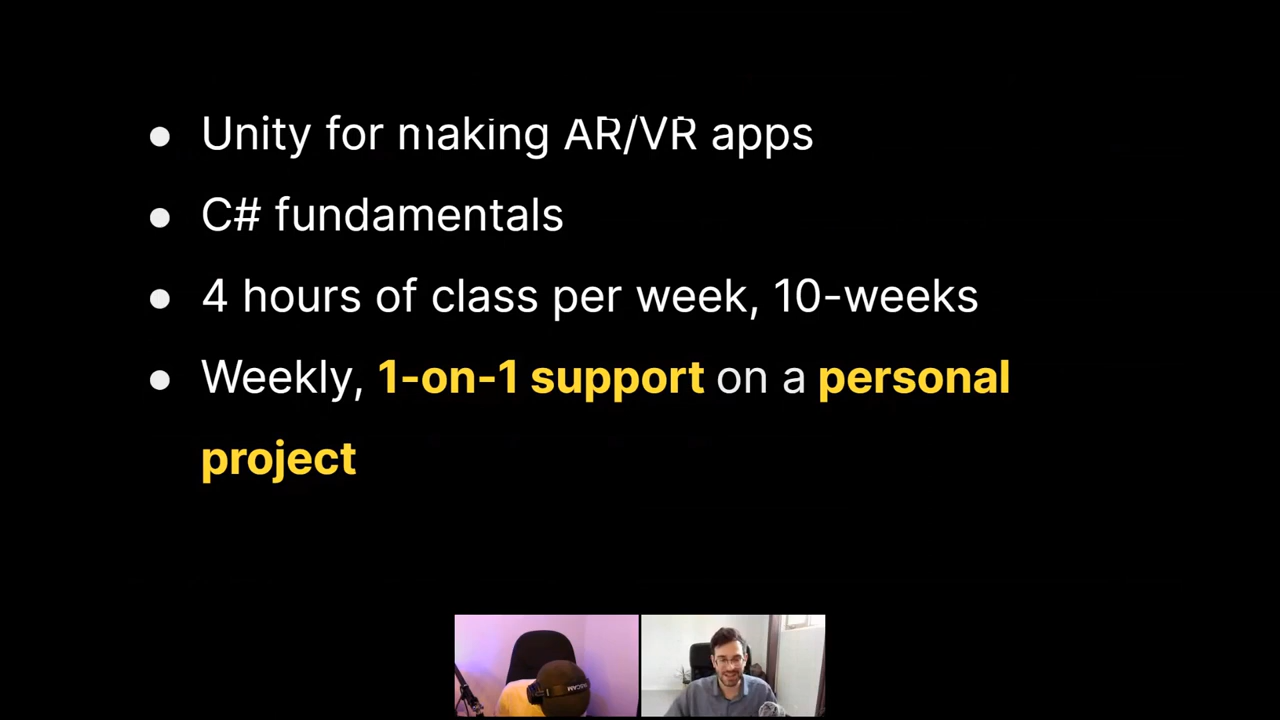 ● Unity for making AR/VR apps
● C# fundamentals
● 4 hours of class per week, 10-weeks
● Weekly, 1-on-1 support on a personal
project